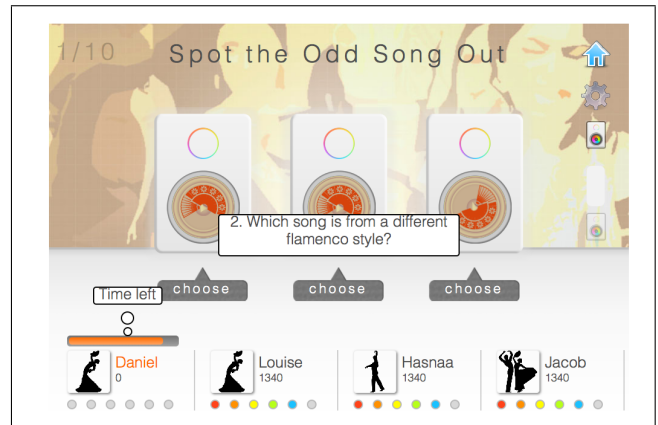 1/10
Spot the Odd Song Out
2. Which song is from a different
flamenco style?
choose
choose
choose
Time left
Daniel
0
Louise
1340
Hasnaa
1340
Jacob
1340